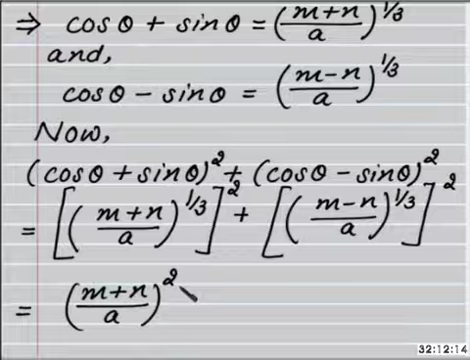 ⇒ cosθ + sinθ = ((m+n)/a)^1/3
and,
cosθ − sinθ = ((m−n)/a)^1/3
Now,
(cosθ + sinθ)^2 + (cosθ − sinθ)^2
= [((m+n)/a)^1/3]^2 + [((m−n)/a)^1/3]^2
= ((m+n)/a)^2
32:12:14